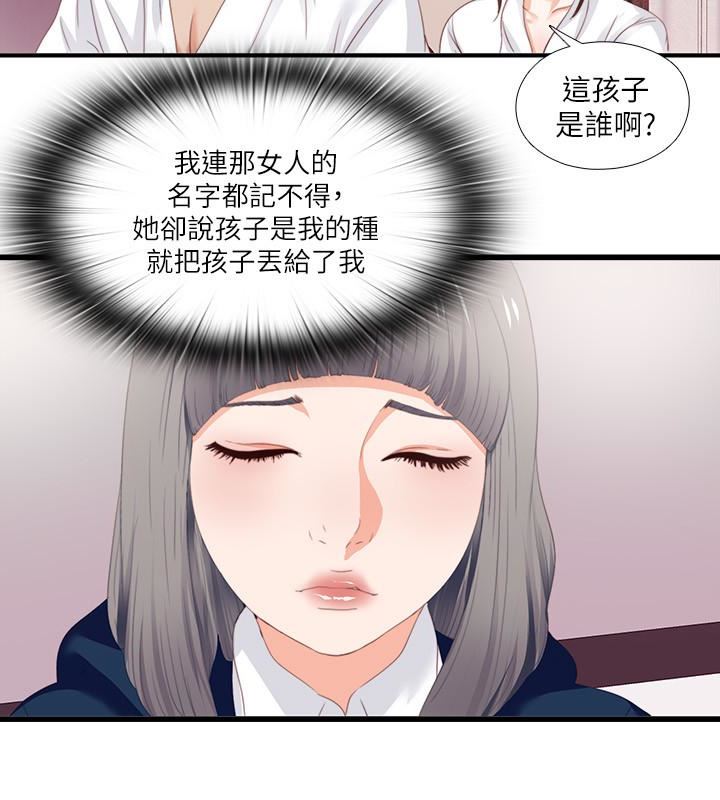 這孩子
是誰啊?
我連那女人的
名字都記不得，
她卻說孩子是我的種
就把孩子丟給了我